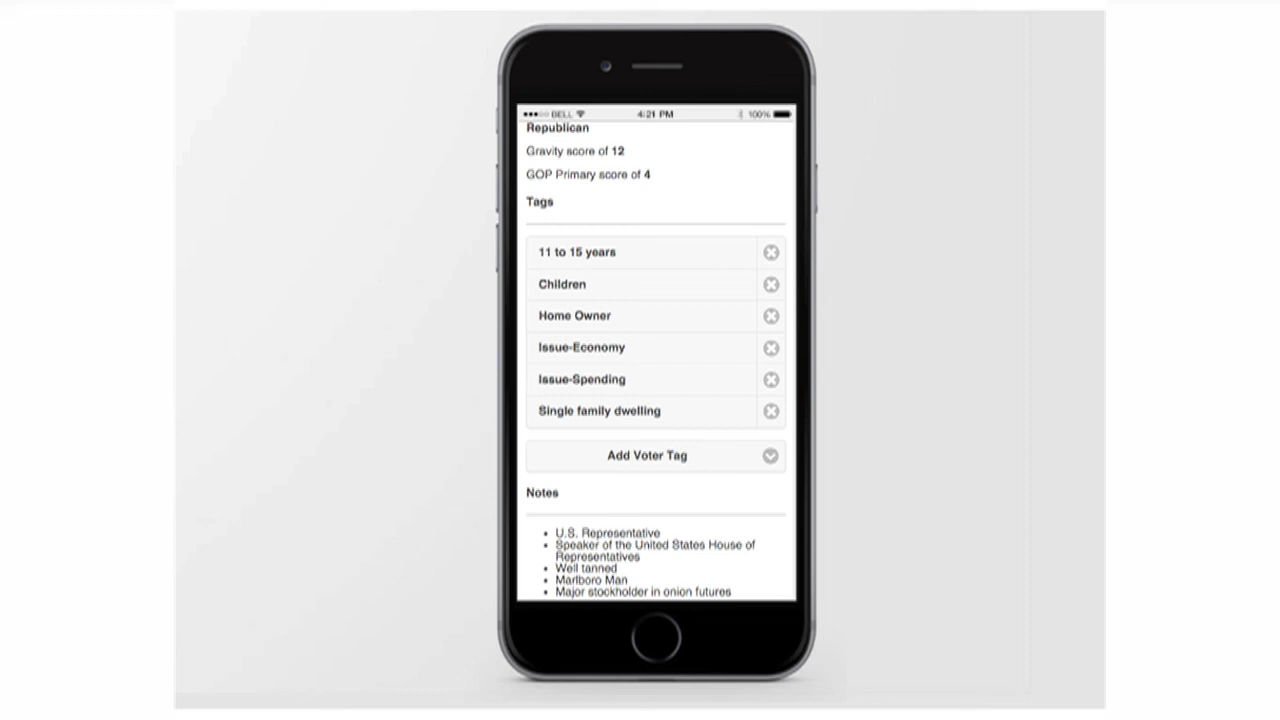 BELL 4:21 PM 100%
Republican
Gravity score of 12
GOP Primary score of 4
Tags
11 to 15 years
Children
Home Owner
Issue-Economy
Issue-Spending
Single family dwelling
Add Voter Tag
Notes
• U.S. Representative
• Speaker of the United States House of
Representatives
• Well tanned
• Marlboro Man
• Major stockholder in onion futures